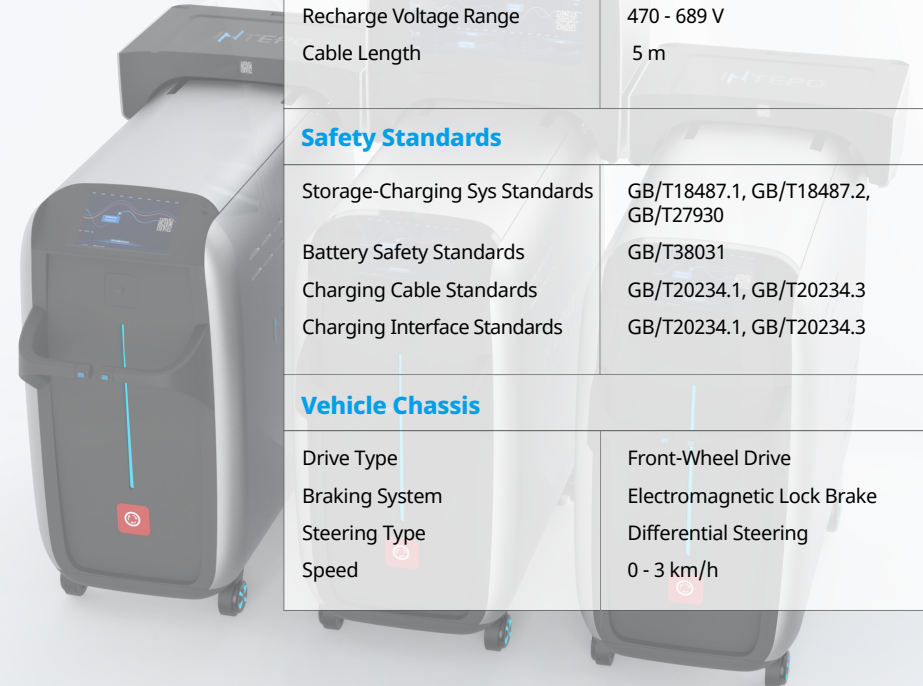 Recharge Voltage Range 470 - 689 V
Cable Length 5 m
INTEPO
INTEPO
Safety Standards
Storage-Charging Sys Standards GB/T18487.1, GB/T18487.2,
GB/T27930
Battery Safety Standards GB/T38031
Charging Cable Standards GB/T20234.1, GB/T20234.3
Charging Interface Standards GB/T20234.1, GB/T20234.3
Vehicle Chassis
Drive Type Front-Wheel Drive
Braking System Electromagnetic Lock Brake
Steering Type Differential Steering
Speed 0 - 3 km/h